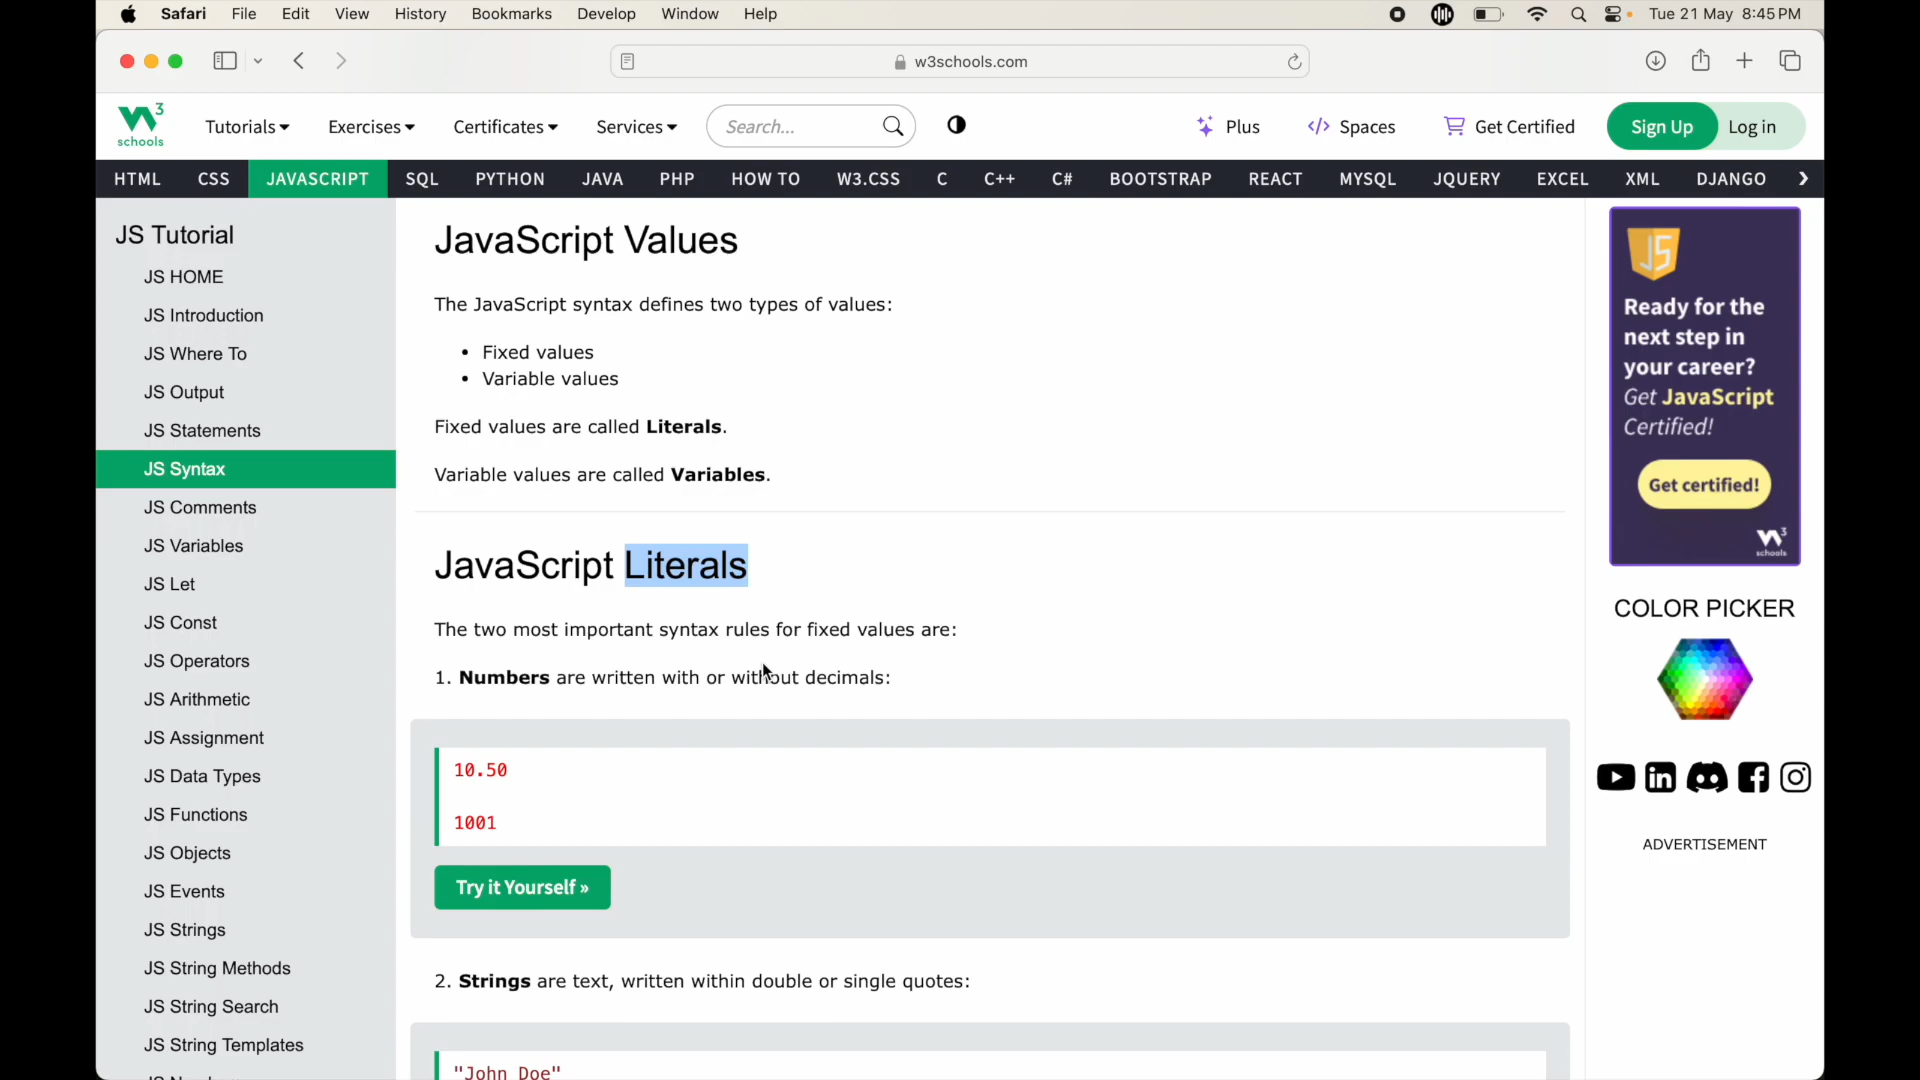 Safari File Edit View History Bookmarks Develop Window Help Tue 21 May 8:45 PM
w3schools.com
W3 schools Tutorials Exercises Certificates Services Search... Plus Spaces Get Certified Sign Up Log in
HTML CSS JAVASCRIPT SQL PYTHON JAVA PHP HOW TO W3.CSS C C++ C# BOOTSTRAP REACT MYSQL JQUERY EXCEL XML DJANGO ❯
JS Tutorial
JS HOME
JS Introduction
JS Where To
JS Output
JS Statements
JS Syntax
JS Comments
JS Variables
JS Let
JS Const
JS Operators
JS Arithmetic
JS Assignment
JS Data Types
JS Functions
JS Objects
JS Events
JS Strings
JS String Methods
JS String Search
JS String Templates
JavaScript Values
The JavaScript syntax defines two types of values:
• Fixed values
• Variable values
Fixed values are called Literals.
Variable values are called Variables.
JavaScript Literals
The two most important syntax rules for fixed values are:
1. Numbers are written with or without decimals:
10.50
1001
Try it Yourself »
2. Strings are text, written within double or single quotes:
"John Doe"
JS
Ready for the
next step in
your career?
Get JavaScript
Certified!
Get certified!
W3 schools
COLOR PICKER
ADVERTISEMENT